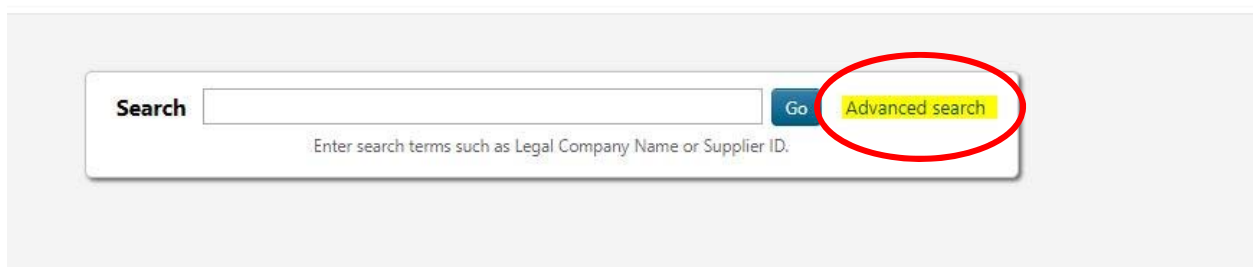 Search Go Advanced search
Enter search terms such as Legal Company Name or Supplier ID.